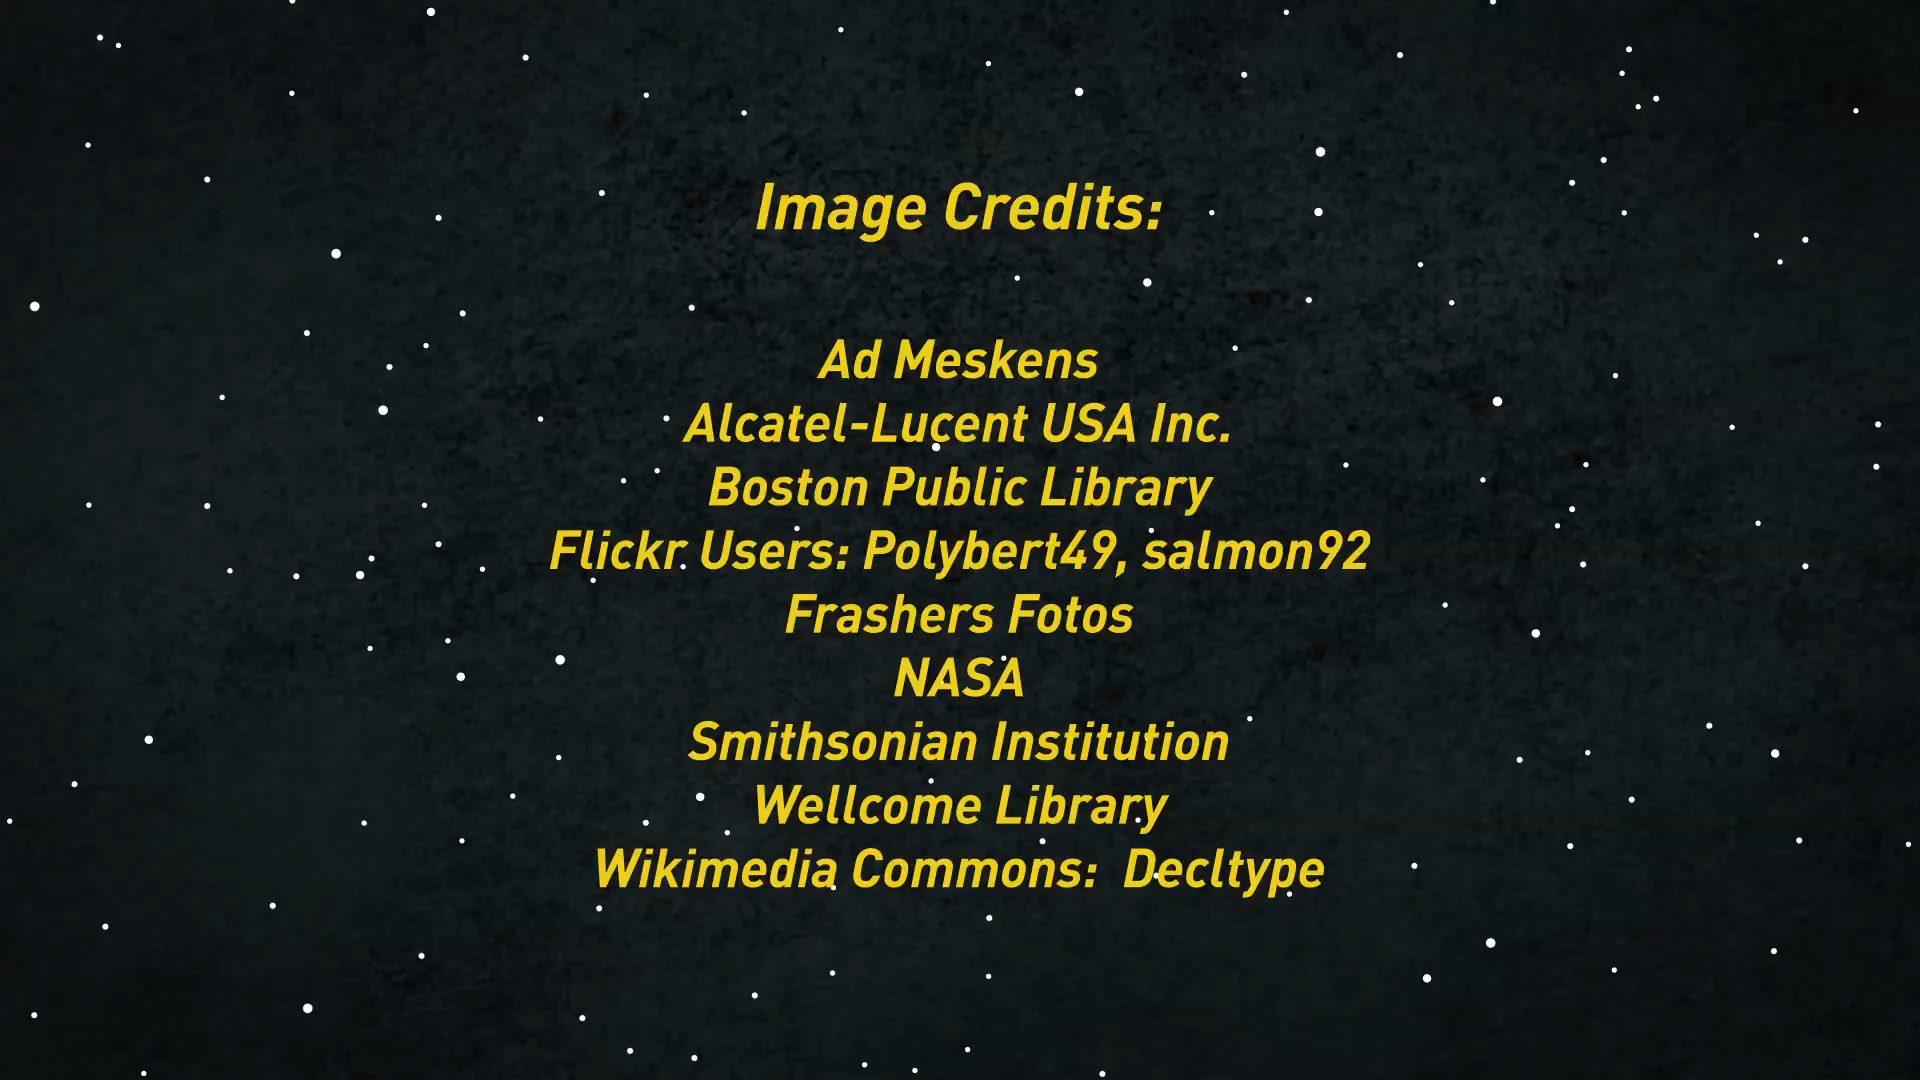 Image Credits:
Ad Meskens
Alcatel-Lucent USA Inc.
Boston Public Library
Flickr Users: Polybert49, salmon92
Frashers Fotos
NASA
Smithsonian Institution
Wellcome Library
Wikimedia Commons:  Decltype